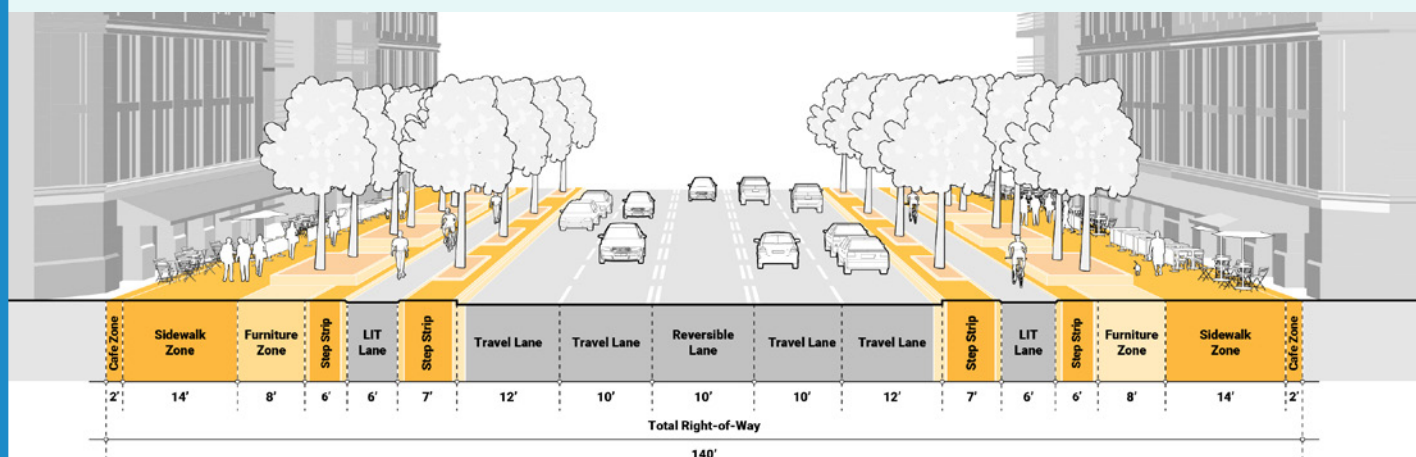 Cafe Zone
Sidewalk
Zone
Furniture
Zone
Step Strip
LIT
Lane
Step Strip
Travel Lane
Travel Lane
Reversible
Lane
Travel Lane
Travel Lane
Step Strip
LIT
Lane
Step Strip
Furniture
Zone
Sidewalk
Zone
Cafe Zone
2' 14' 8' 6' 6' 7' 12' 10' 10' 10' 12' 7' 6' 6' 8' 14' 2'
Total Right-of-Way
140'